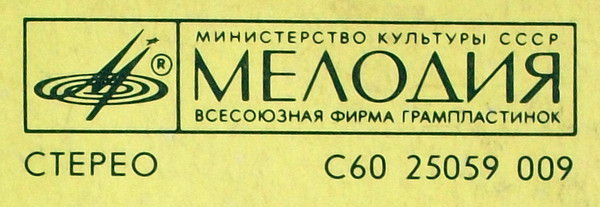 МИНИСТЕРСТВО КУЛЬТУРЫ СССР
®
МЕЛОДИЯ
ВСЕСОЮЗНАЯ ФИРМА ГРАМПЛАСТИНОК
СТЕРЕО С60 25059 009